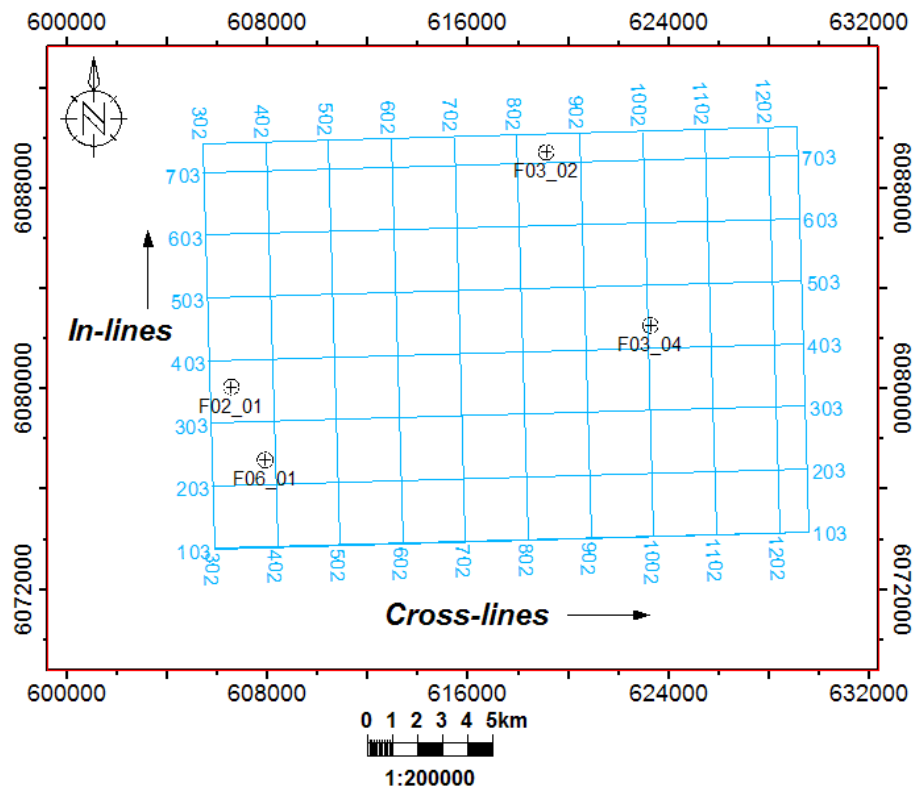 600000 608000 616000 624000 632000
N
302 402 502 602 702 802 902 1002 1102 1202
703 F03_02 703
6088000 6088000
603 603
In-lines
503 503
F03_04
403 403
6080000 6080000
F02_01
303 303
F06_01
203 203
103 103
302 402 502 602 702 802 902 1002 1102 1202
6072000 6072000
Cross-lines
600000 608000 616000 624000 632000
0 1 2 3 4 5km
1:200000